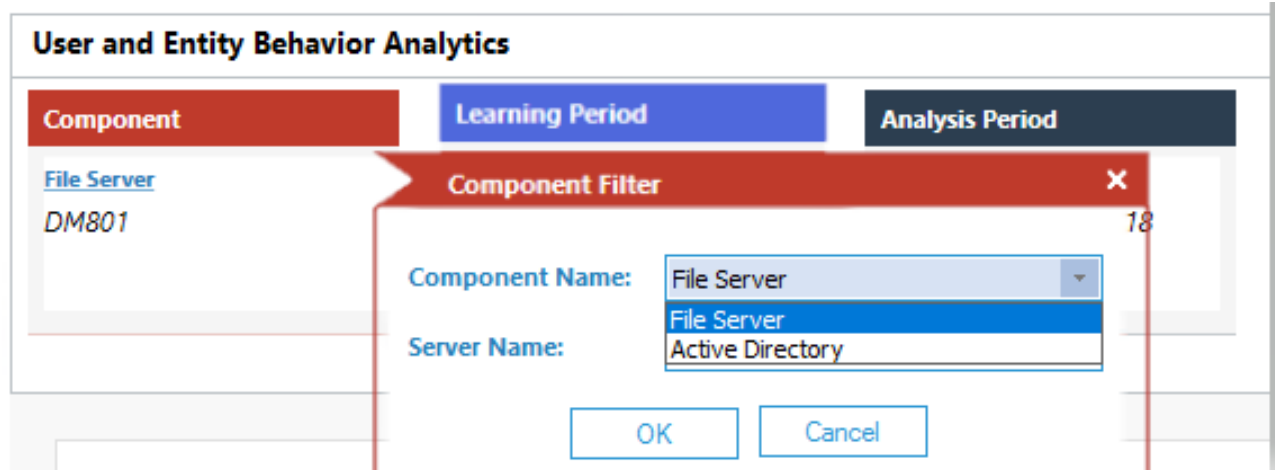 User and Entity Behavior Analytics
Component
Learning Period
Analysis Period
File Server
DM801
Component Filter
18
Component Name:
File Server
File Server
Active Directory
Server Name:
OK
Cancel